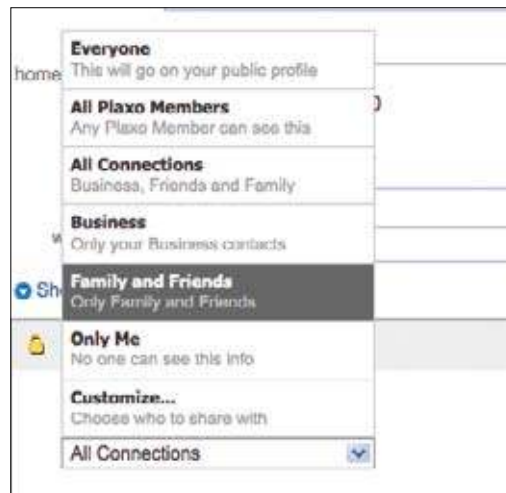 Everyone
This will go on your public profile
home
All Plaxo Members
Any Plaxo Member can see this
All Connections
Business, Friends and Family
Business
Only your Business contacts
Family and Friends
Only Family and Friends
Only Me
No one can see this info
Customize...
Choose who to share with
All Connections